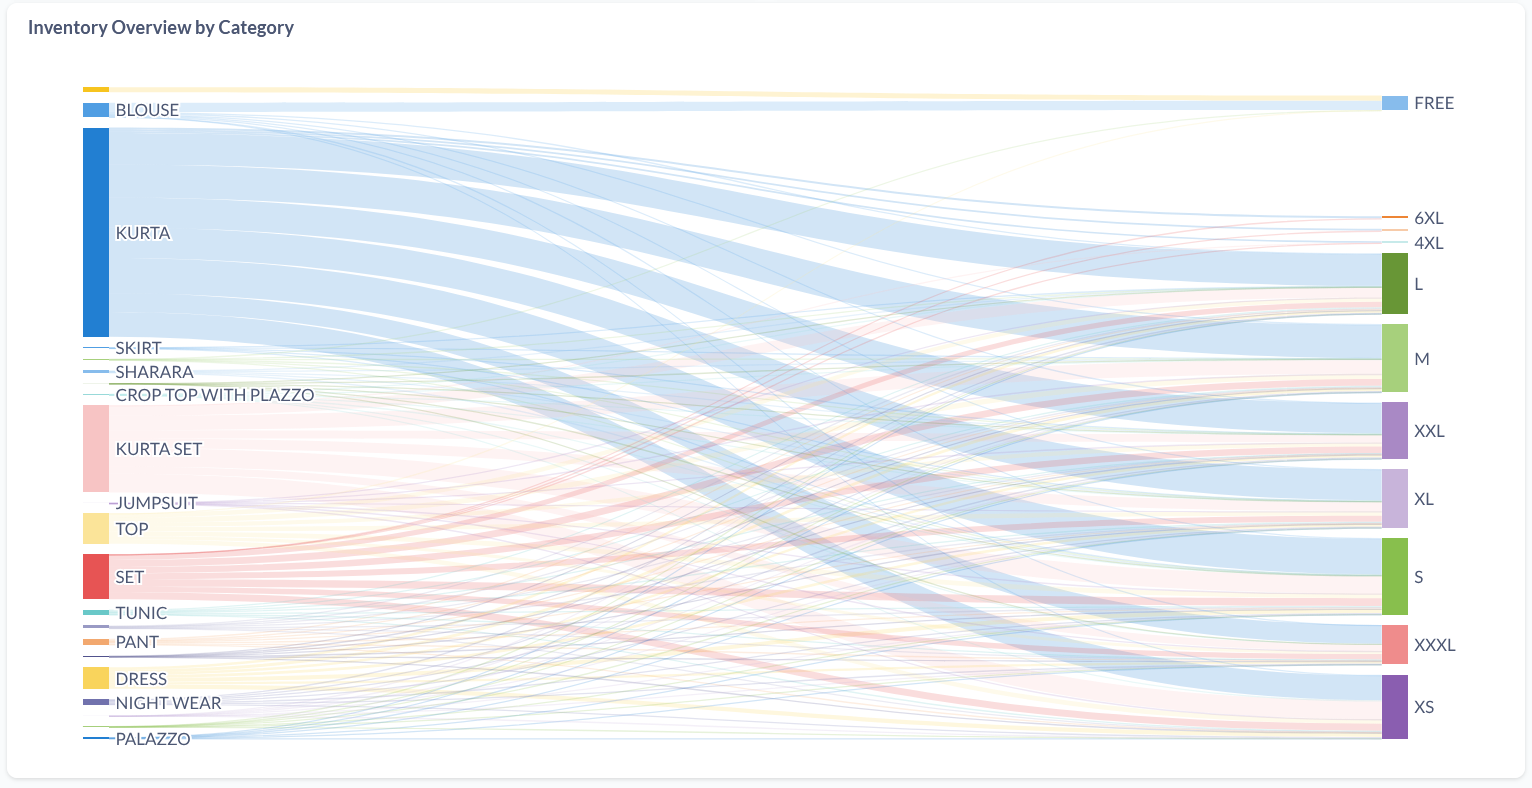 Inventory Overview by Category
BLOUSE
KURTA
SKIRT
SHARARA
CROP TOP WITH PLAZZO
KURTA SET
JUMPSUIT
TOP
SET
TUNIC
PANT
DRESS
NIGHT WEAR
PALAZZO
FREE
6XL
4XL
L
M
XXL
XL
S
XXXL
XS